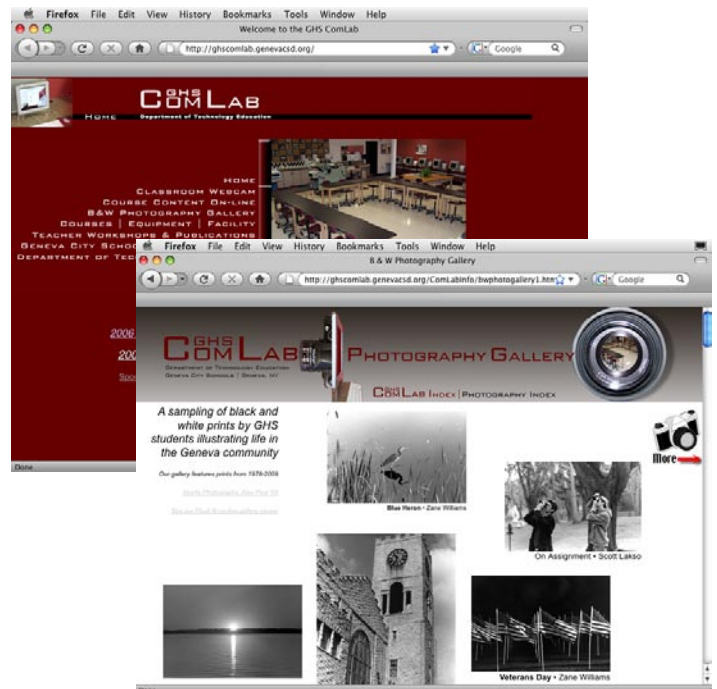 Firefox File Edit View History Bookmarks Tools Window Help
Welcome to the GHS ComLab
http://ghscomlab.genevacsd.org/
Google
GHS
COMLAB
HOME
Department of Technology Education
HOME
CLASSROOM WEBCAM
COURSE CONTENT ON-LINE
B&W PHOTOGRAPHY GALLERY
COURSES | EQUIPMENT | FACILITY
TEACHER WORKSHOPS & PUBLICATIONS
GENEVA CITY
DEPARTMENT OF
2006
Done
Firefox File Edit View History Bookmarks Tools Window Help
B & W Photography Gallery
http://ghscomlab.genevacsd.org/ComLabInfo/bwphotogallery1.htm
Google
GHS
COMLAB PHOTOGRAPHY GALLERY
DEPARTMENT OF TECHNOLOGY EDUCATION
GENEVA CITY SCHOOLS | GENEVA, NY
GHS
COMLAB INDEX | PHOTOGRAPHY INDEX
A sampling of black and
white prints by GHS
students illustrating life in
the Geneva community
Our gallery features prints from 1978-2006
More
Blue Heron • Zane Williams
On Assignment • Scott Lakso
Veterans Day • Zane Williams